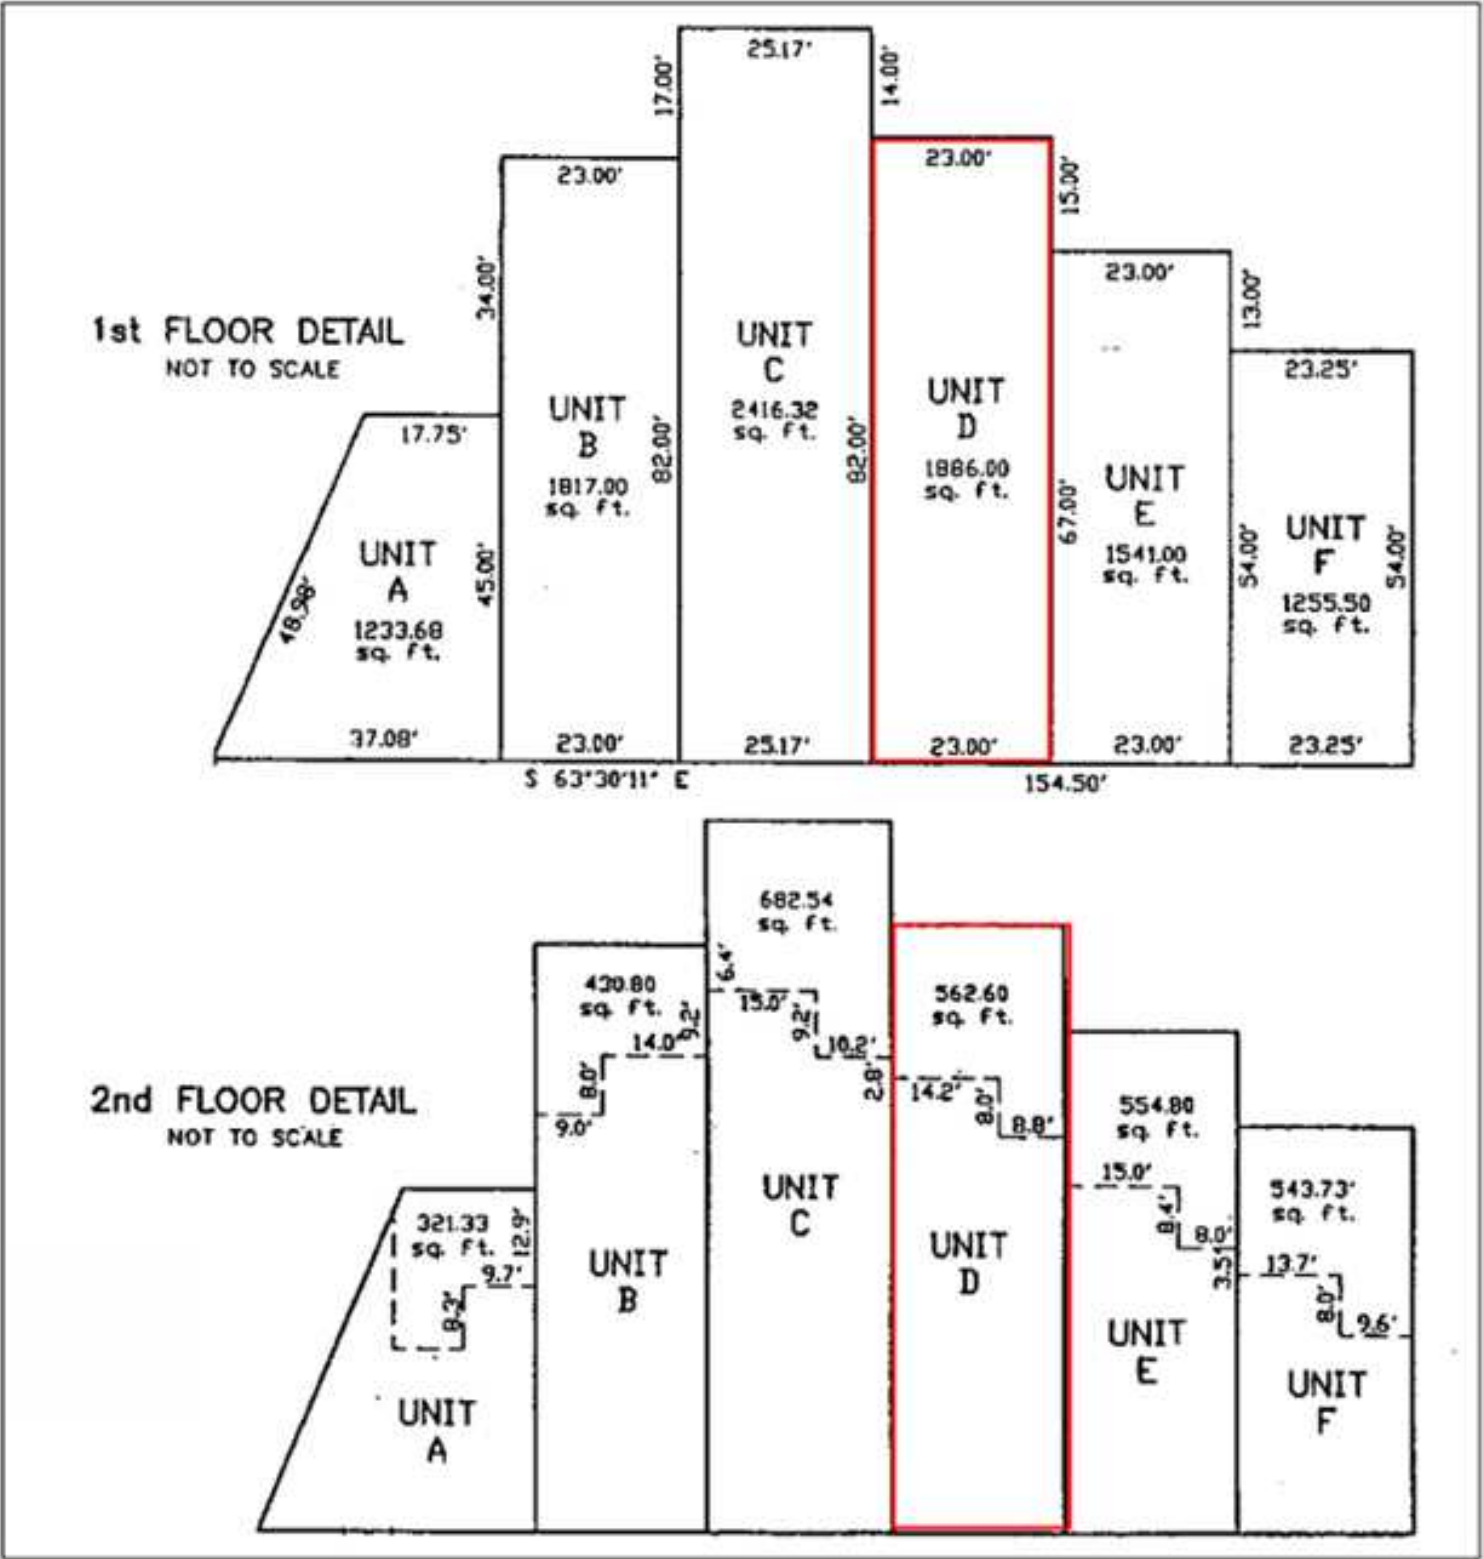 25.17'
17.00'
14.00'
23.00'
23.00'
15.00'
34.00'
23.00'
13.00'
1st FLOOR DETAIL
NOT TO SCALE
23.25'
17.75'
UNIT
A
1233.68
sq. ft.
48.98'
45.00'
37.08'
UNIT
B
1817.00
sq. ft.
82.00'
23.00'
UNIT
C
2416.32
sq. ft.
82.00'
25.17'
UNIT
D
1886.00
sq. ft.
67.00'
23.00'
UNIT
E
1541.00
sq. ft.
54.00'
23.00'
UNIT
F
1255.50
sq. ft.
54.00'
23.25'
S 63°30'11" E
154.50'
2nd FLOOR DETAIL
NOT TO SCALE
321.33
sq. ft.
12.9'
9.7'
8.3'
UNIT
A
430.80
sq. ft.
9.2'
14.0'
8.0'
9.0'
UNIT
B
682.54
sq. ft.
6.4'
15.0'
9.2'
10.2'
2.8'
UNIT
C
562.60
sq. ft.
14.2'
8.0'
8.8'
UNIT
D
554.80
sq. ft.
15.0'
8.4'
8.0'
3.5'
UNIT
E
543.73'
sq. ft.
13.7'
8.0'
9.6'
UNIT
F